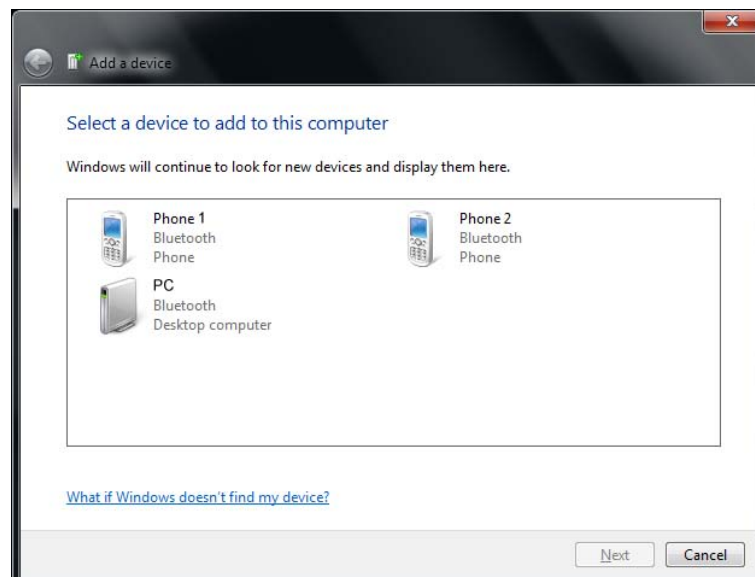 Add a device
Select a device to add to this computer
Windows will continue to look for new devices and display them here.
Phone 1
Bluetooth
Phone
Phone 2
Bluetooth
Phone
PC
Bluetooth
Desktop computer
What if Windows doesn't find my device?
Next
Cancel